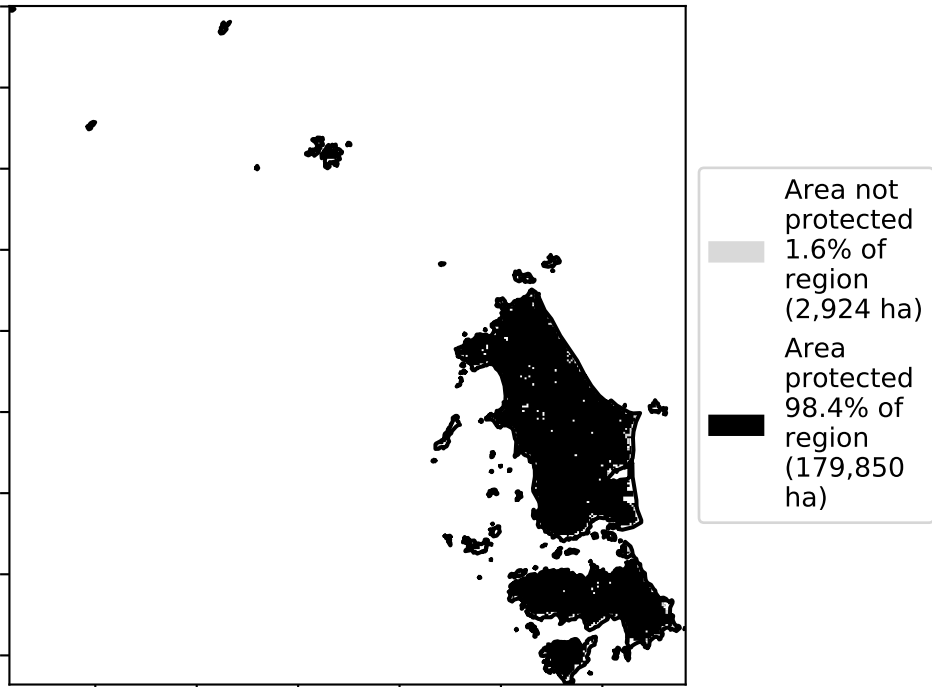 Area not
protected
1.6% of
region
(2,924 ha)
Area
protected
98.4% of
region
(179,850
ha)